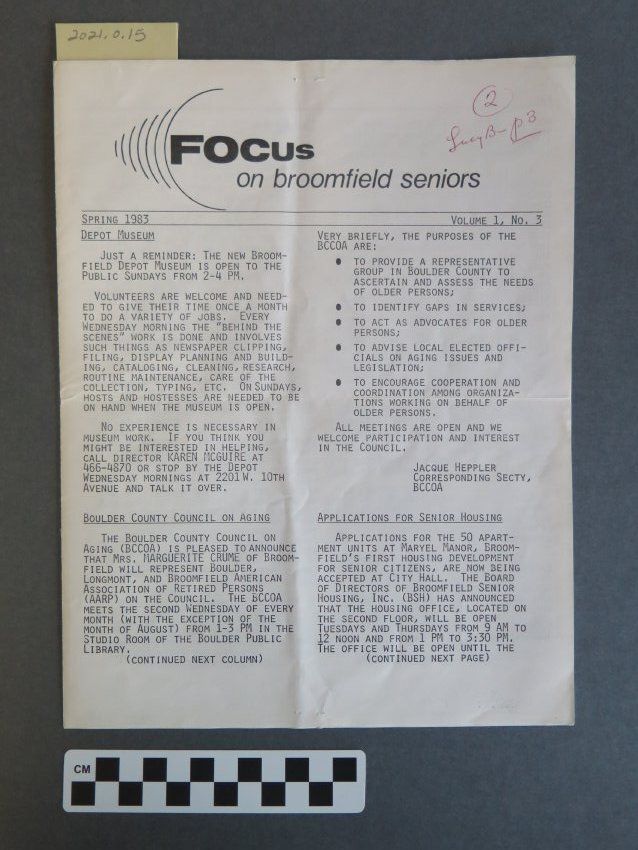 2021.0.15
2
Lucy B- p 3
FOCUS
on broomfield seniors
SPRING 1983
VOLUME 1, NO. 3
DEPOT MUSEUM
JUST A REMINDER: THE NEW BROOM-
FIELD DEPOT MUSEUM IS OPEN TO THE
PUBLIC SUNDAYS FROM 2-4 PM.
VOLUNTEERS ARE WELCOME AND NEED-
ED TO GIVE THEIR TIME ONCE A MONTH
TO DO A VARIETY OF JOBS. EVERY
WEDNESDAY MORNING THE "BEHIND THE
SCENES" WORK IS DONE AND INVOLVES
SUCH THINGS AS NEWSPAPER CLIPPING,
FILING, DISPLAY PLANNING AND BUILD-
ING, CATALOGING, CLEANING, RESEARCH,
ROUTINE MAINTENANCE, CARE OF THE
COLLECTION, TYPING, ETC. ON SUNDAYS,
HOSTS AND HOSTESSES ARE NEEDED TO BE
ON HAND WHEN THE MUSEUM IS OPEN.
NO EXPERIENCE IS NECESSARY IN
MUSEUM WORK. IF YOU THINK YOU
MIGHT BE INTERESTED IN HELPING,
CALL DIRECTOR KAREN MCGUIRE AT
466-4870 OR STOP BY THE DEPOT
WEDNESDAY MORNINGS AT 2201 W. 10TH
AVENUE AND TALK IT OVER.
BOULDER COUNTY COUNCIL ON AGING
THE BOULDER COUNTY COUNCIL ON
AGING (BCCOA) IS PLEASED TO ANNOUNCE
THAT MRS. MARGUERITE CRUME OF BROOM-
FIELD WILL REPRESENT BOULDER,
LONGMONT, AND BROOMFIELD AMERICAN
ASSOCIATION OF RETIRED PERSONS
(AARP) ON THE COUNCIL. THE BCCOA
MEETS THE SECOND WEDNESDAY OF EVERY
MONTH (WITH THE EXCEPTION OF THE
MONTH OF AUGUST) FROM 1-3 PM IN THE
STUDIO ROOM OF THE BOULDER PUBLIC
LIBRARY.
(CONTINUED NEXT COLUMN)
VERY BRIEFLY, THE PURPOSES OF THE
BCCOA ARE:
● TO PROVIDE A REPRESENTATIVE
GROUP IN BOULDER COUNTY TO
ASCERTAIN AND ASSESS THE NEEDS
OF OLDER PERSONS;
● TO IDENTIFY GAPS IN SERVICES;
● TO ACT AS ADVOCATES FOR OLDER
PERSONS;
● TO ADVISE LOCAL ELECTED OFFI-
CIALS ON AGING ISSUES AND
LEGISLATION;
● TO ENCOURAGE COOPERATION AND
COORDINATION AMONG ORGANIZA-
TIONS WORKING ON BEHALF OF
OLDER PERSONS.
ALL MEETINGS ARE OPEN AND WE
WELCOME PARTICIPATION AND INTEREST
IN THE COUNCIL.
JACQUE HEPPLER
CORRESPONDING SECTY,
BCCOA
APPLICATIONS FOR SENIOR HOUSING
APPLICATIONS FOR THE 50 APART-
MENT UNITS AT MARYEL MANOR, BROOM-
FIELD'S FIRST HOUSING DEVELOPMENT
FOR SENIOR CITIZENS, ARE NOW BEING
ACCEPTED AT CITY HALL. THE BOARD
OF DIRECTORS OF BROOMFIELD SENIOR
HOUSING, INC. (BSH) HAS ANNOUNCED
THAT THE HOUSING OFFICE, LOCATED ON
THE SECOND FLOOR, WILL BE OPEN
TUESDAYS AND THURSDAYS FROM 9 AM TO
12 NOON AND FROM 1 PM TO 3:30 PM.
THE OFFICE WILL BE OPEN UNTIL THE
(CONTINUED NEXT PAGE)
CM